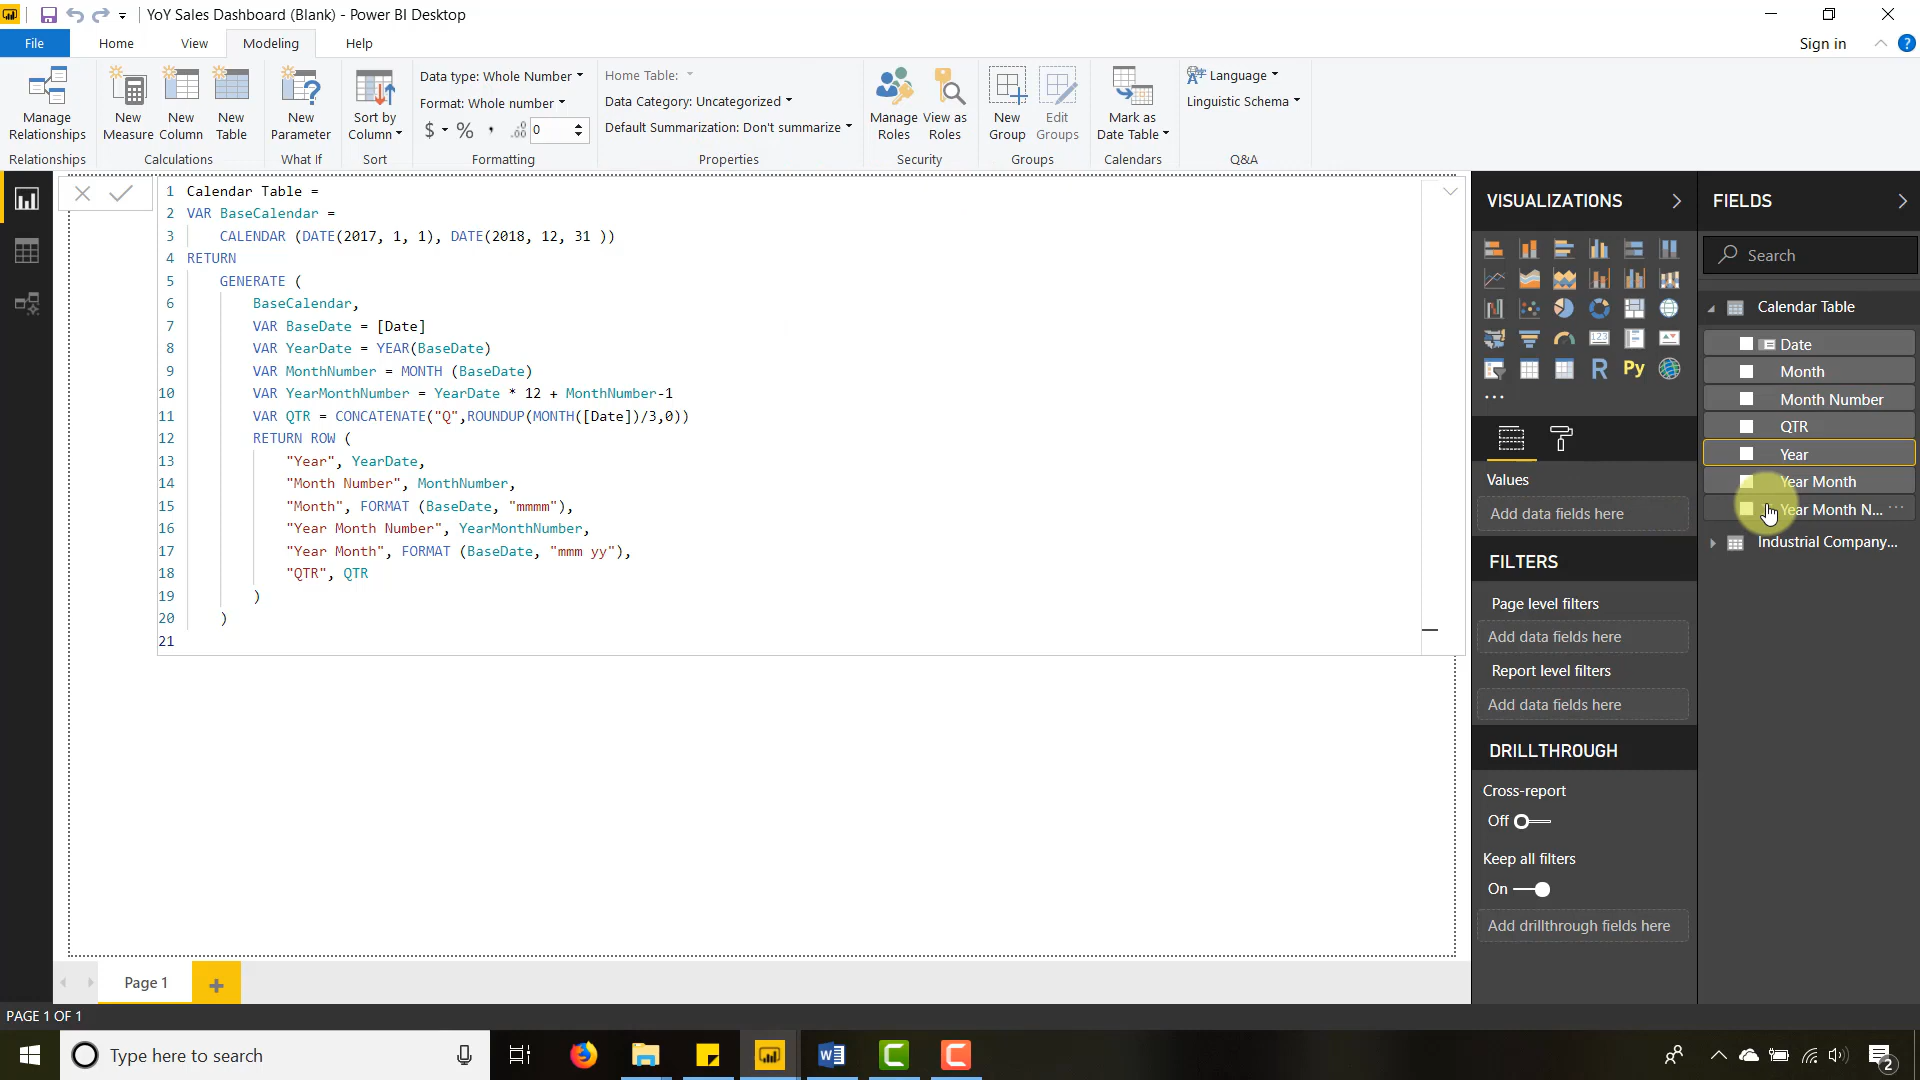 YoY Sales Dashboard (Blank) - Power BI Desktop
File
Home
View
Modeling
Help
Sign in
?
Manage
Relationships
New
Measure
New
Column
New
Table
New
Parameter
Sort by
Column
Data type: Whole Number
Format: Whole number
$ % , .00 0
Home Table:
Data Category: Uncategorized
Default Summarization: Don't summarize
Manage
Roles
View as
Roles
New
Group
Edit
Groups
Mark as
Date Table
Language
Linguistic Schema
Relationships
Calculations
What If
Sort
Formatting
Properties
Security
Groups
Calendars
Q&A
1 Calendar Table =
2 VAR BaseCalendar =
3 CALENDAR (DATE(2017, 1, 1), DATE(2018, 12, 31 ))
4 RETURN
5 GENERATE (
6 BaseCalendar,
7 VAR BaseDate = [Date]
8 VAR YearDate = YEAR(BaseDate)
9 VAR MonthNumber = MONTH (BaseDate)
10 VAR YearMonthNumber = YearDate * 12 + MonthNumber-1
11 VAR QTR = CONCATENATE("Q",ROUNDUP(MONTH([Date])/3,0))
12 RETURN ROW (
13 "Year", YearDate,
14 "Month Number", MonthNumber,
15 "Month", FORMAT (BaseDate, "mmmm"),
16 "Year Month Number", YearMonthNumber,
17 "Year Month", FORMAT (BaseDate, "mmm yy"),
18 "QTR", QTR
19 )
20 )
21
VISUALIZATIONS
R
Py
Values
Add data fields here
FILTERS
Page level filters
Add data fields here
Report level filters
Add data fields here
DRILLTHROUGH
Cross-report
Off
Keep all filters
On
Add drillthrough fields here
FIELDS
Search
Calendar Table
Date
Month
Month Number
QTR
Year
Year Month
Year Month N...
Industrial Company...
Page 1
PAGE 1 OF 1
Type here to search
2